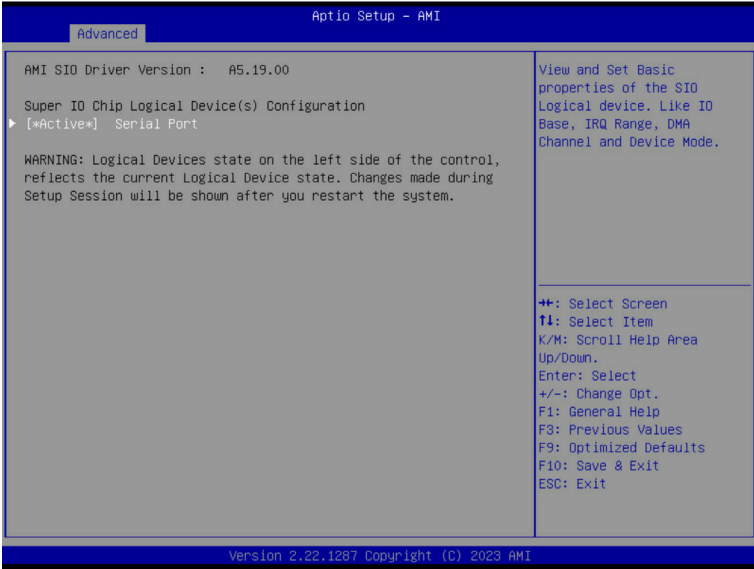 Aptio Setup – AMI
Advanced
AMI SIO Driver Version : A5.19.00
Super IO Chip Logical Device(s) Configuration
[*Active*] Serial Port
WARNING: Logical Devices state on the left side of the control,
reflects the current Logical Device state. Changes made during
Setup Session will be shown after you restart the system.
View and Set Basic
properties of the SIO
Logical device. Like IO
Base, IRQ Range, DMA
Channel and Device Mode.
→←: Select Screen
↑↓: Select Item
K/M: Scroll Help Area
Up/Down.
Enter: Select
+/-: Change Opt.
F1: General Help
F3: Previous Values
F9: Optimized Defaults
F10: Save & Exit
ESC: Exit
Version 2.22.1287 Copyright (C) 2023 AMI